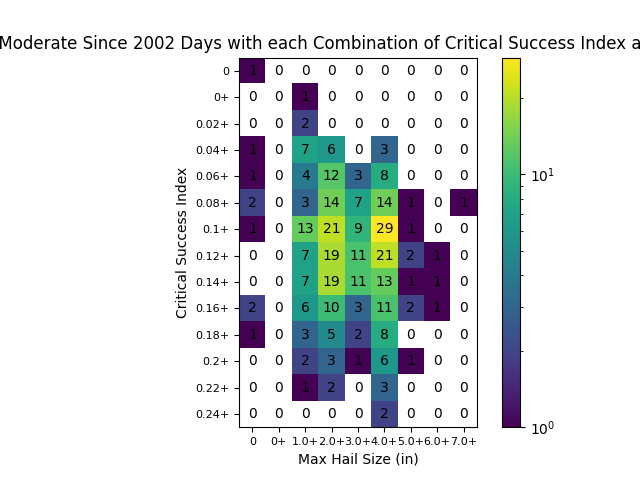 Moderate Since 2002 Days with each Combination of Critical Success Index a
0 1 0 0 0 0 0 0 0 0
0+ 0 0 1 0 0 0 0 0 0
0.02+ 0 0 2 0 0 0 0 0 0
0.04+ 1 0 7 6 0 3 0 0 0
0.06+ 1 0 4 12 3 8 0 0 0
0.08+ 2 0 3 14 7 14 1 0 1
0.1+ 1 0 13 21 9 29 1 0 0
0.12+ 0 0 7 19 11 21 2 1 0
0.14+ 0 0 7 19 11 13 1 1 0
0.16+ 2 0 6 10 3 11 2 1 0
0.18+ 1 0 3 5 2 8 0 0 0
0.2+ 0 0 2 3 1 6 1 0 0
0.22+ 0 0 1 2 0 3 0 0 0
0.24+ 0 0 0 0 0 2 0 0 0
0 0+ 1.0+ 2.0+ 3.0+ 4.0+ 5.0+ 6.0+ 7.0+
Max Hail Size (in)
Critical Success Index
10¹
10⁰